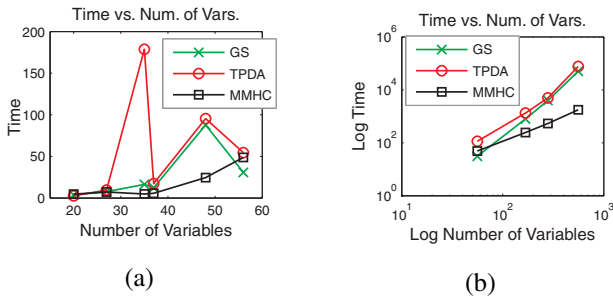 Time vs. Num. of Vars.
200
150
100
50
0
Time
GS
TPDA
MMHC
20 30 40 50 60
Number of Variables
(a)
Time vs. Num. of Vars.
10^6
10^4
10^2
10^0
Log Time
GS
TPDA
MMHC
10^1 10^2 10^3
Log Number of Variables
(b)